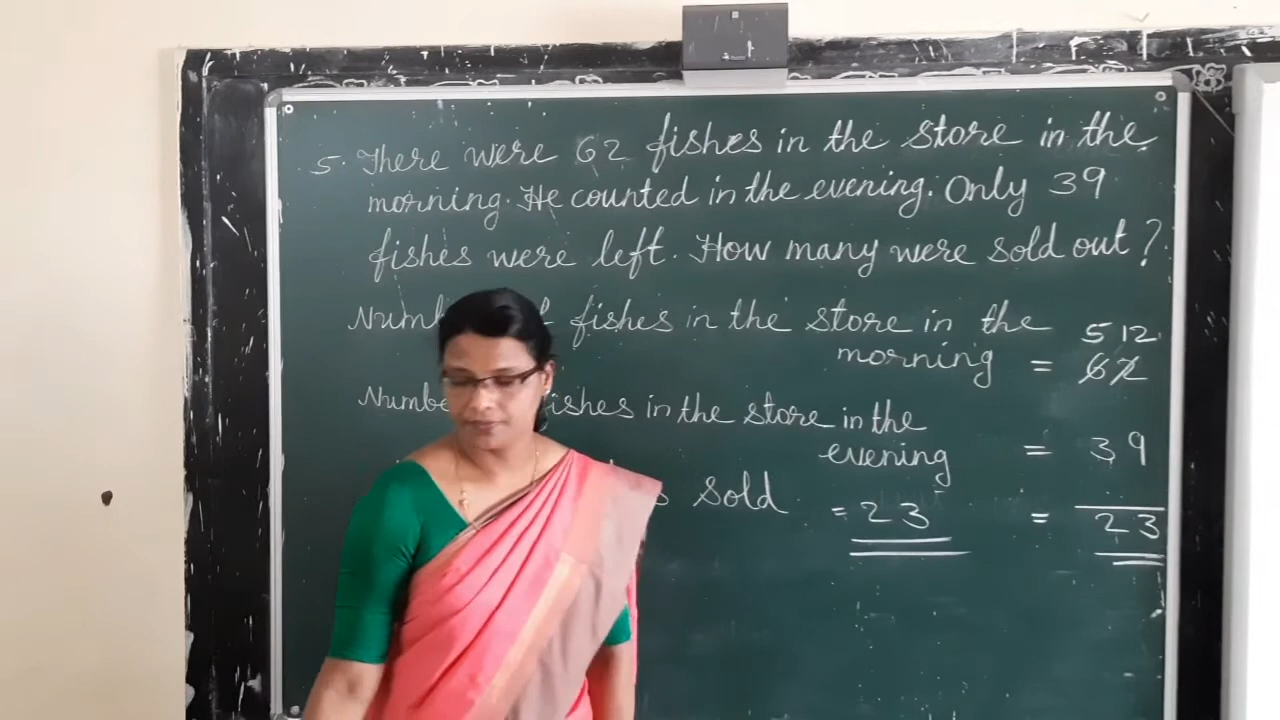 5. There were 62 fishes in the store in the
morning. He counted in the evening. Only 39
fishes were left. How many were sold out?
fishes in the store in the 5 12
morning = 62
fishes in the store in the
evening = 39
sold = 23 = 23